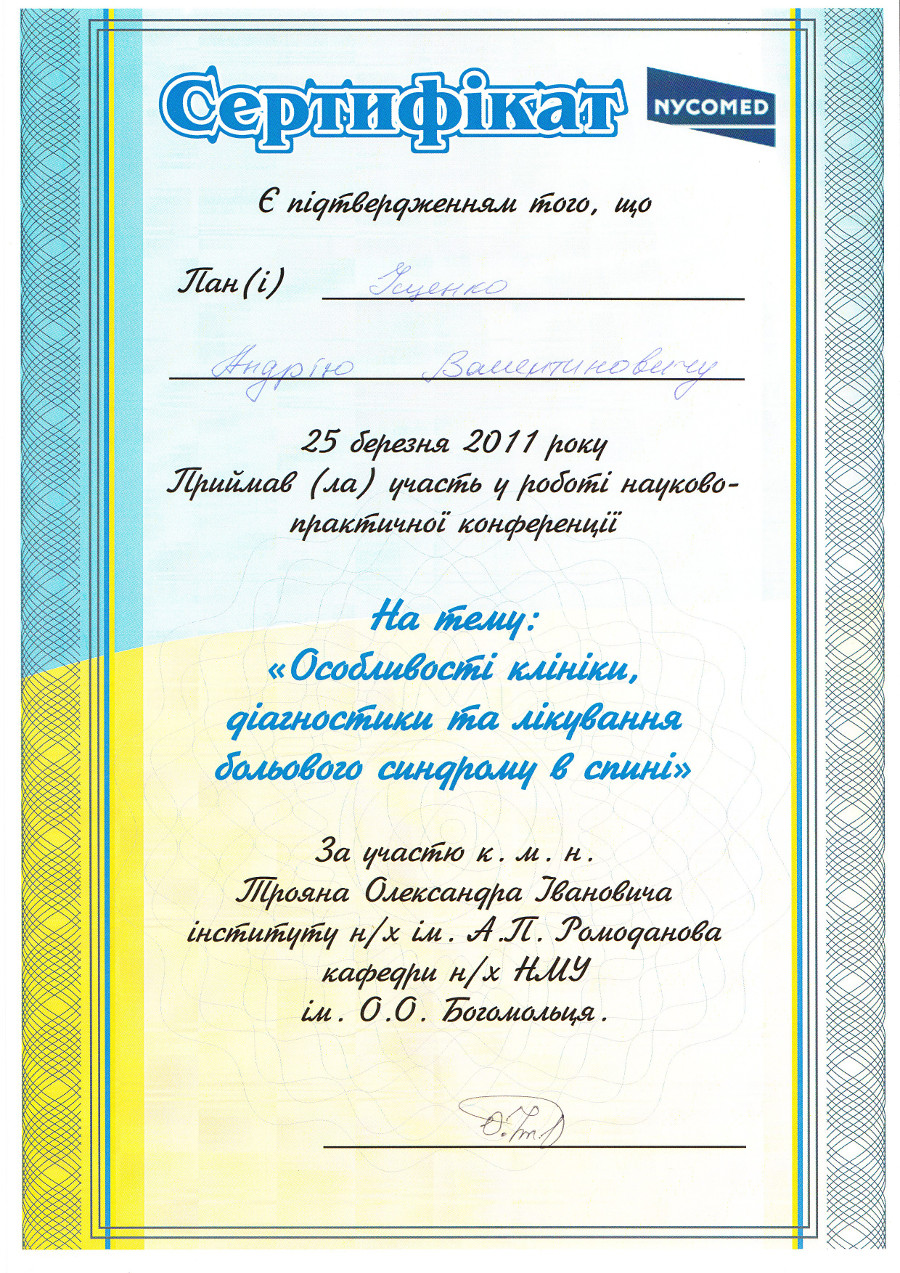 Сертифікат
NYCOMED
Є підтвердженням того, що
Пан(і) Іщенко
Андрію Валентиновичу
25 березня 2011 року
Приймав (ла) участь у роботі науково-
практичної конференції
На тему:
«Особливості клініки,
діагностики та лікування
больового синдрому в спині»
За участю к. м. н.
Трояна Олександра Івановича
інституту н/х ім. А.П. Ромоданова
кафедри н/х НМУ
ім. О.О. Богомольця.